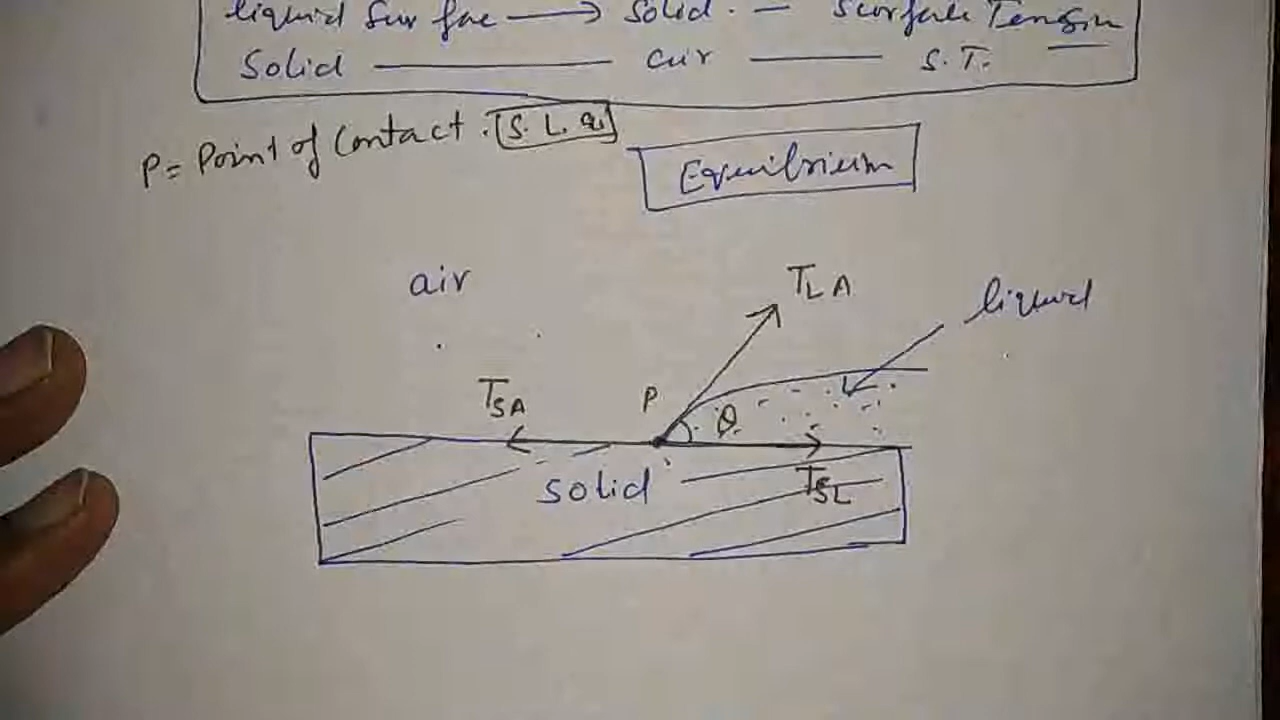 liquid Surface → Solid. — Surface Tension
Solid — air — S.T.
P = Point of Contact. [S. L. a]
Equilibrium
air
TLA
liquid
TSA
P
θ
solid
TSL